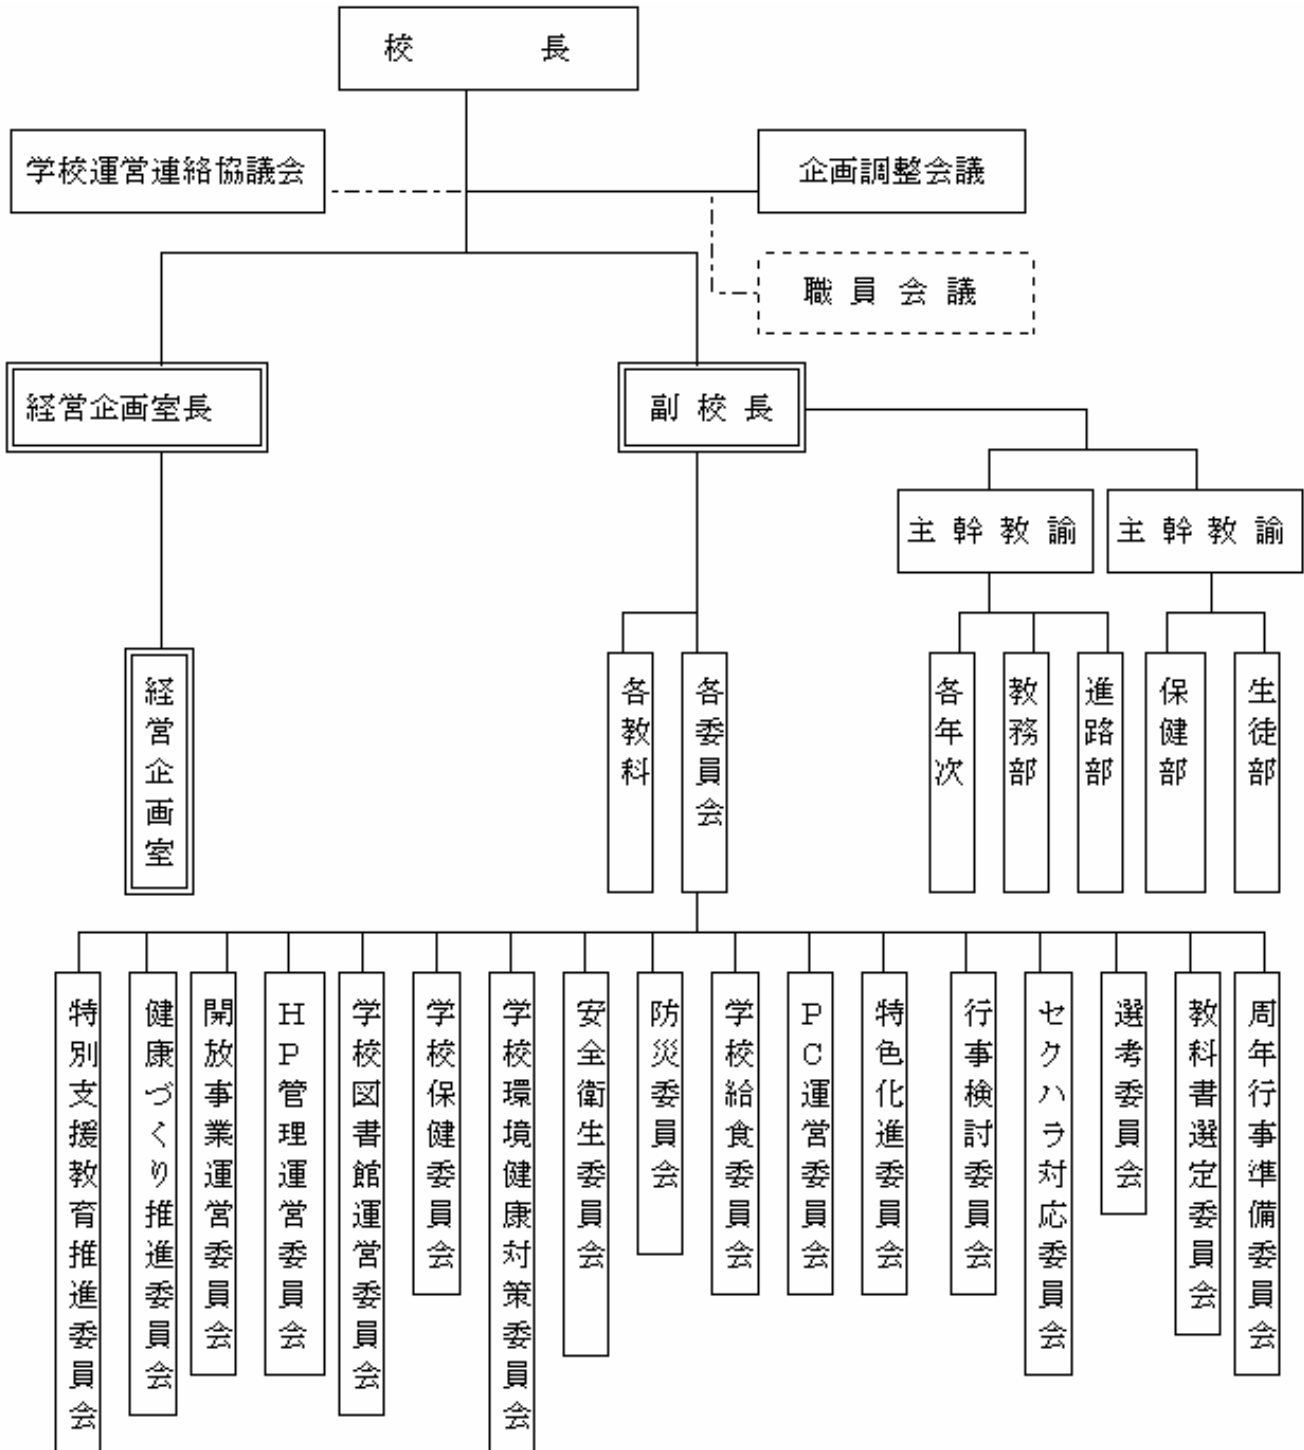 校長
学校運営連絡協議会
企画調整会議
職員会議
経営企画室長
副校長
主幹教諭
主幹教諭
経営企画室
各教科
各委員会
各年次
教務部
進路部
保健部
生徒部
特別支援教育推進委員会
健康づくり推進委員会
開放事業運営委員会
HP管理運営委員会
学校図書館運営委員会
学校保健委員会
学校環境健康対策委員会
安全衛生委員会
防災委員会
学校給食委員会
PC運営委員会
特色化進委員会
行事検討委員会
セクハラ対応委員会
選考委員会
教科書選定委員会
周年行事準備委員会